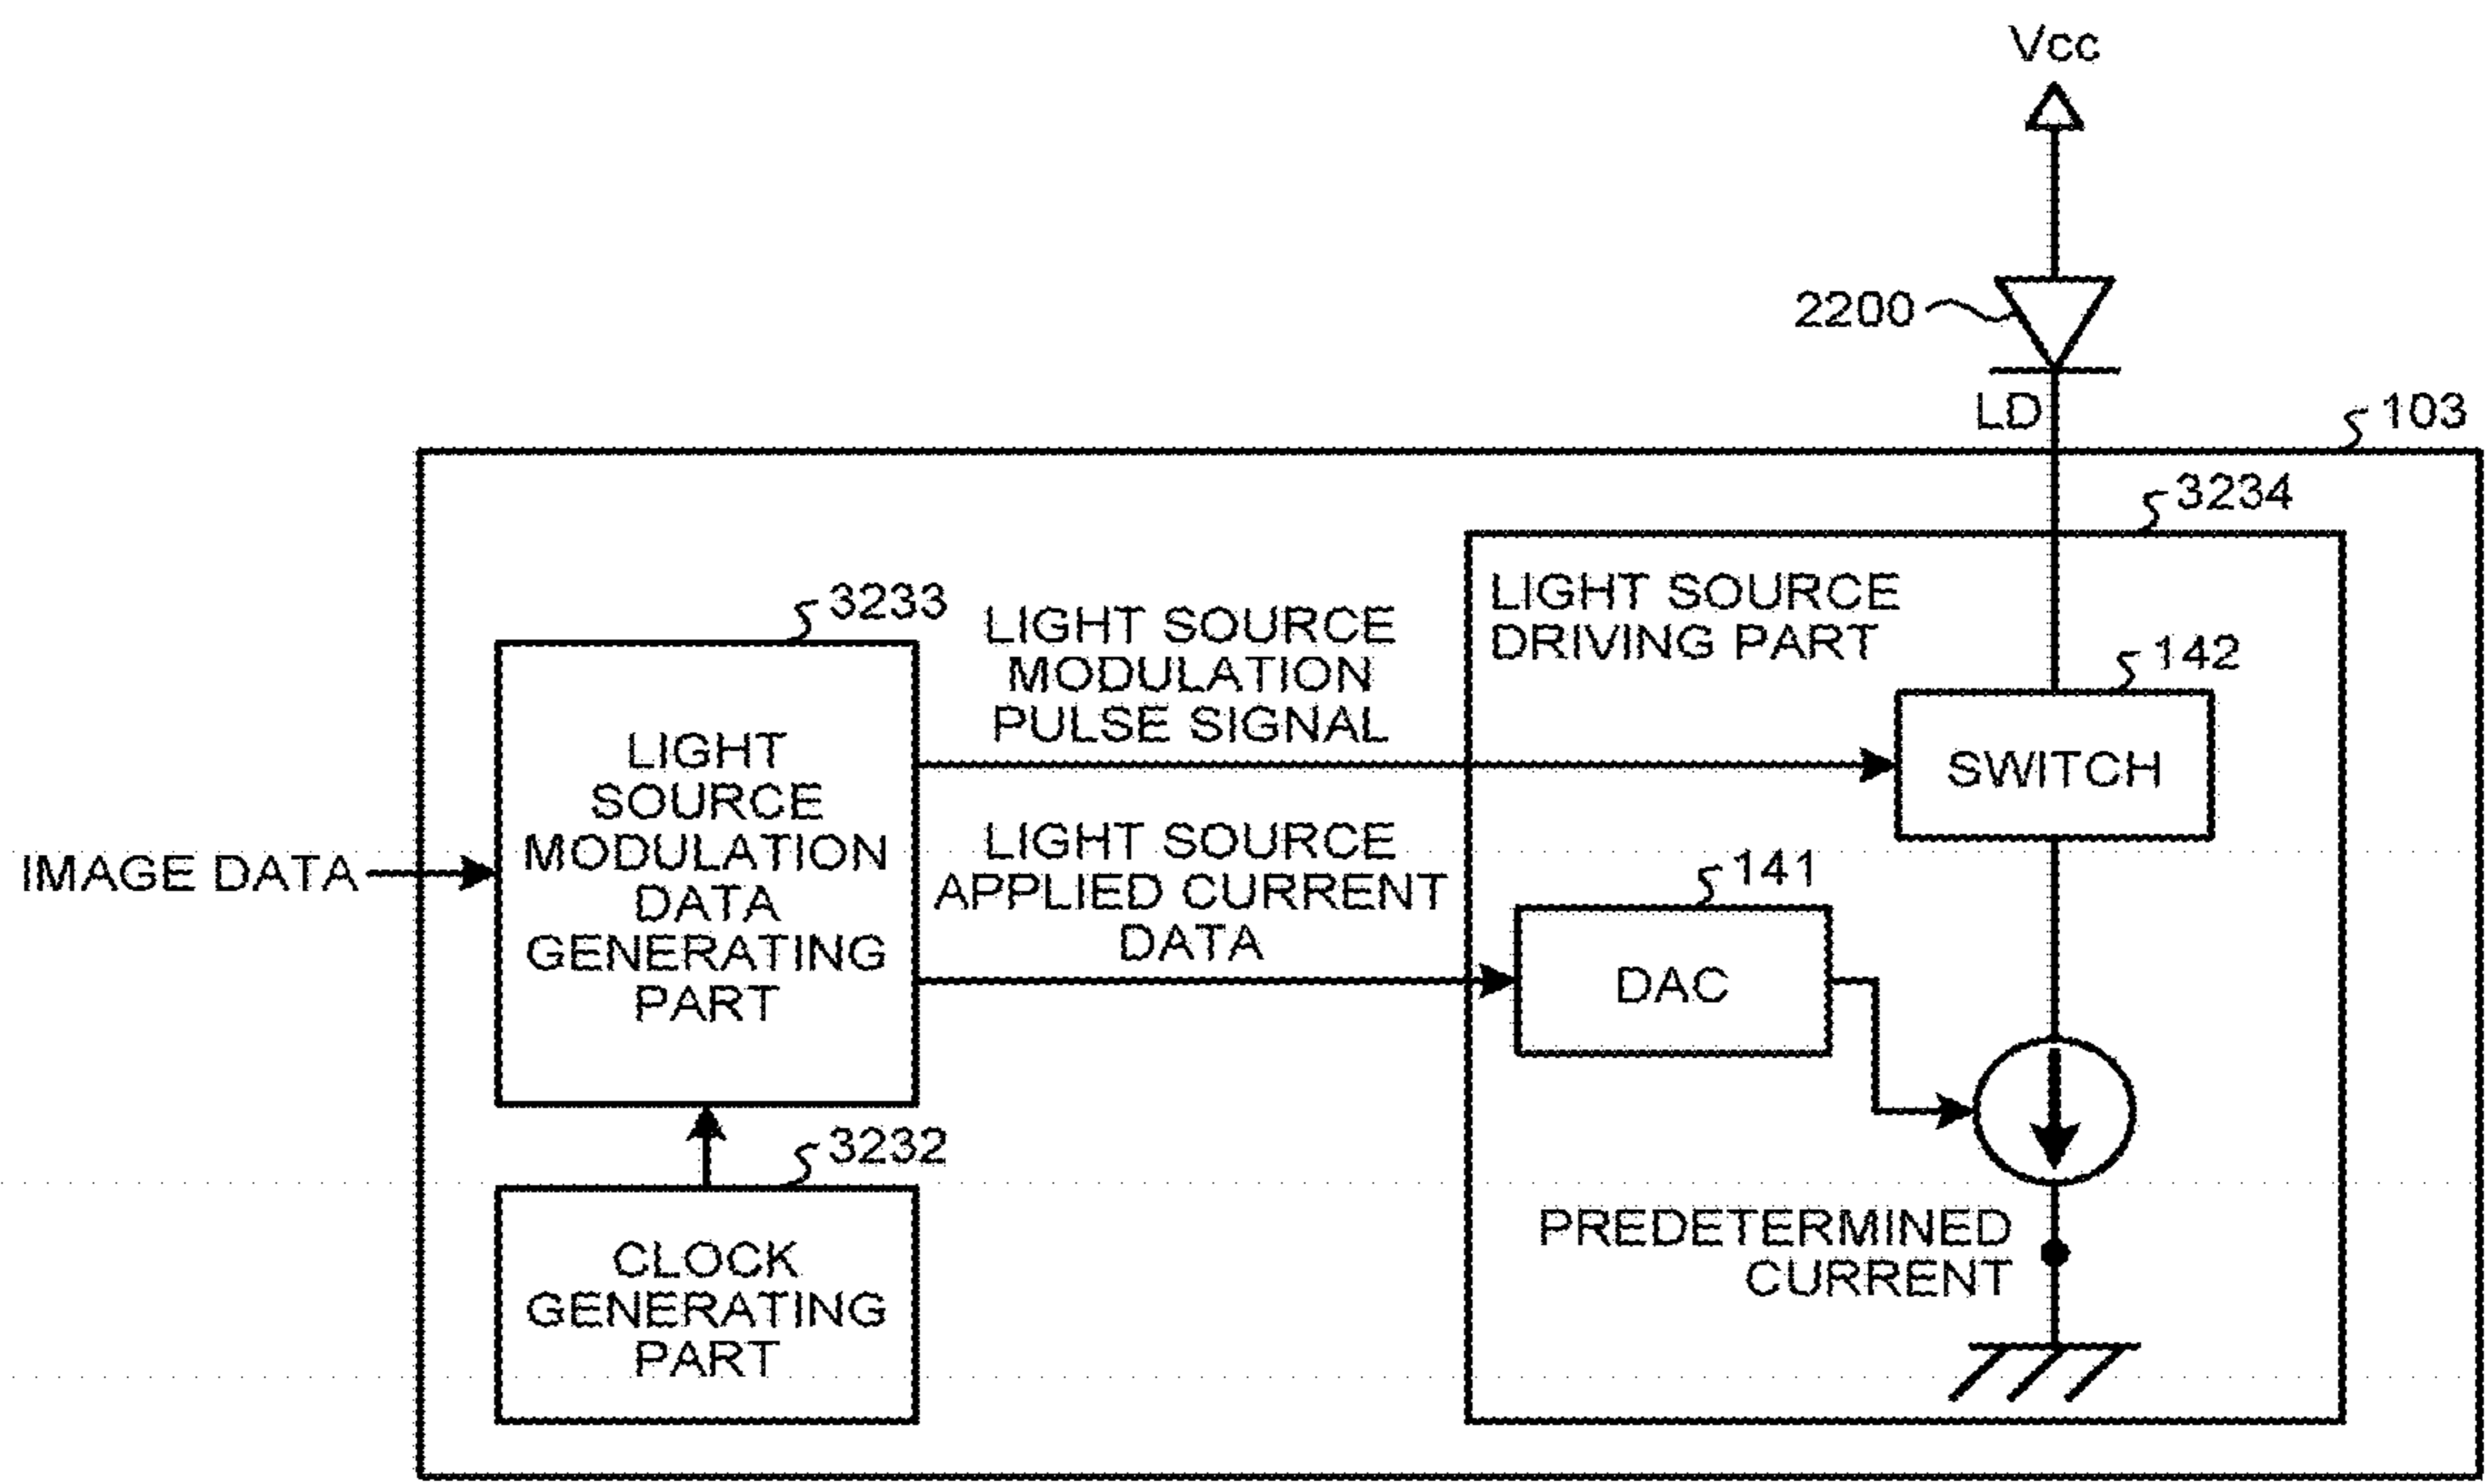 Vcc
2200
LD
103
3234
LIGHT SOURCE
DRIVING PART
3233
LIGHT SOURCE
MODULATION
PULSE SIGNAL
142
SWITCH
LIGHT
SOURCE
MODULATION
DATA
GENERATING
PART
IMAGE DATA
LIGHT SOURCE
APPLIED CURRENT
DATA
141
DAC
3232
CLOCK
GENERATING
PART
PREDETERMINED
CURRENT